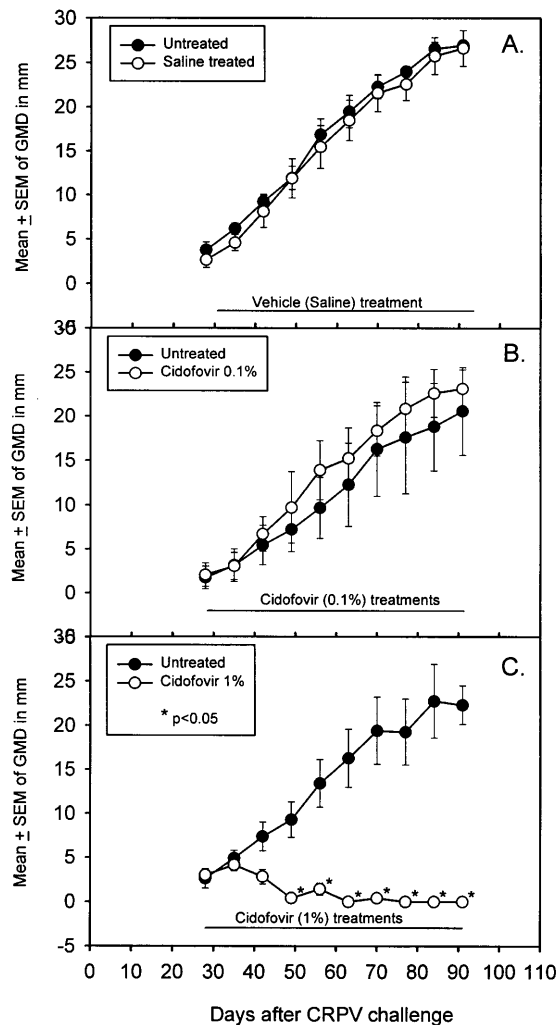 30
25
20
15
10
5
0
Mean ± SEM of GMD in mm
Untreated
Saline treated
A.
Vehicle (Saline) treatment
30
25
20
15
10
5
0
Mean ± SEM of GMD in mm
Untreated
Cidofovir 0.1%
B.
Cidofovir (0.1%) treatments
30
25
20
15
10
5
0
-5
Mean ± SEM of GMD in mm
Untreated
Cidofovir 1%
* p<0.05
C.
* * * * * * *
Cidofovir (1%) treatments
0 10 20 30 40 50 60 70 80 90 100 110
Days after CRPV challenge